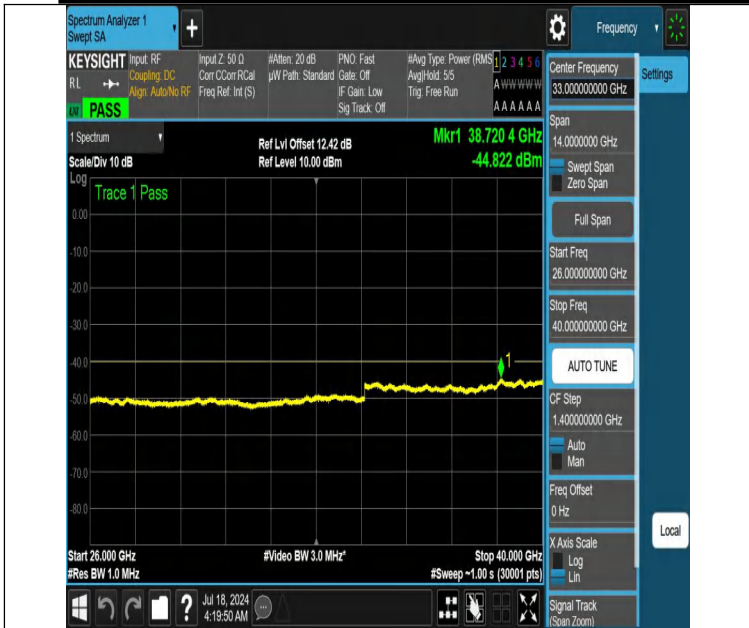 Spectrum Analyzer 1
Swept SA
Frequency
KEYSIGHT
RL
PASS
Input: RF
Coupling: DC
Align: Auto/No RF
Input Z: 50 Ω
Corr CCorr RCal
Freq Ref: Int (S)
#Atten: 20 dB
µW Path: Standard
PNO: Fast
Gate: Off
IF Gain: Low
Sig Track: Off
#Avg Type: Power (RMS
Avg|Hold: 5/5
Trig: Free Run
1 2 3 4 5 6
A W W W W W
A A A A A A
1 Spectrum
Scale/Div 10 dB
Log
Ref Lvl Offset 12.42 dB
Ref Level 10.00 dBm
Mkr1 38.720 4 GHz
-44.822 dBm
Trace 1 Pass
0.00
-10.0
-20.0
-30.0
-40.0
-50.0
-60.0
-70.0
-80.0
1
Start 26.000 GHz
#Res BW 1.0 MHz
#Video BW 3.0 MHz*
Stop 40.000 GHz
#Sweep ~1.00 s (30001 pts)
Jul 18, 2024
4:19:50 AM
Center Frequency
33.000000000 GHz
Settings
Span
14.0000000 GHz
Swept Span
Zero Span
Full Span
Start Freq
26.000000000 GHz
Stop Freq
40.000000000 GHz
AUTO TUNE
CF Step
1.400000000 GHz
Auto
Man
Freq Offset
0 Hz
X Axis Scale
Log
Lin
Local
Signal Track
(Span Zoom)